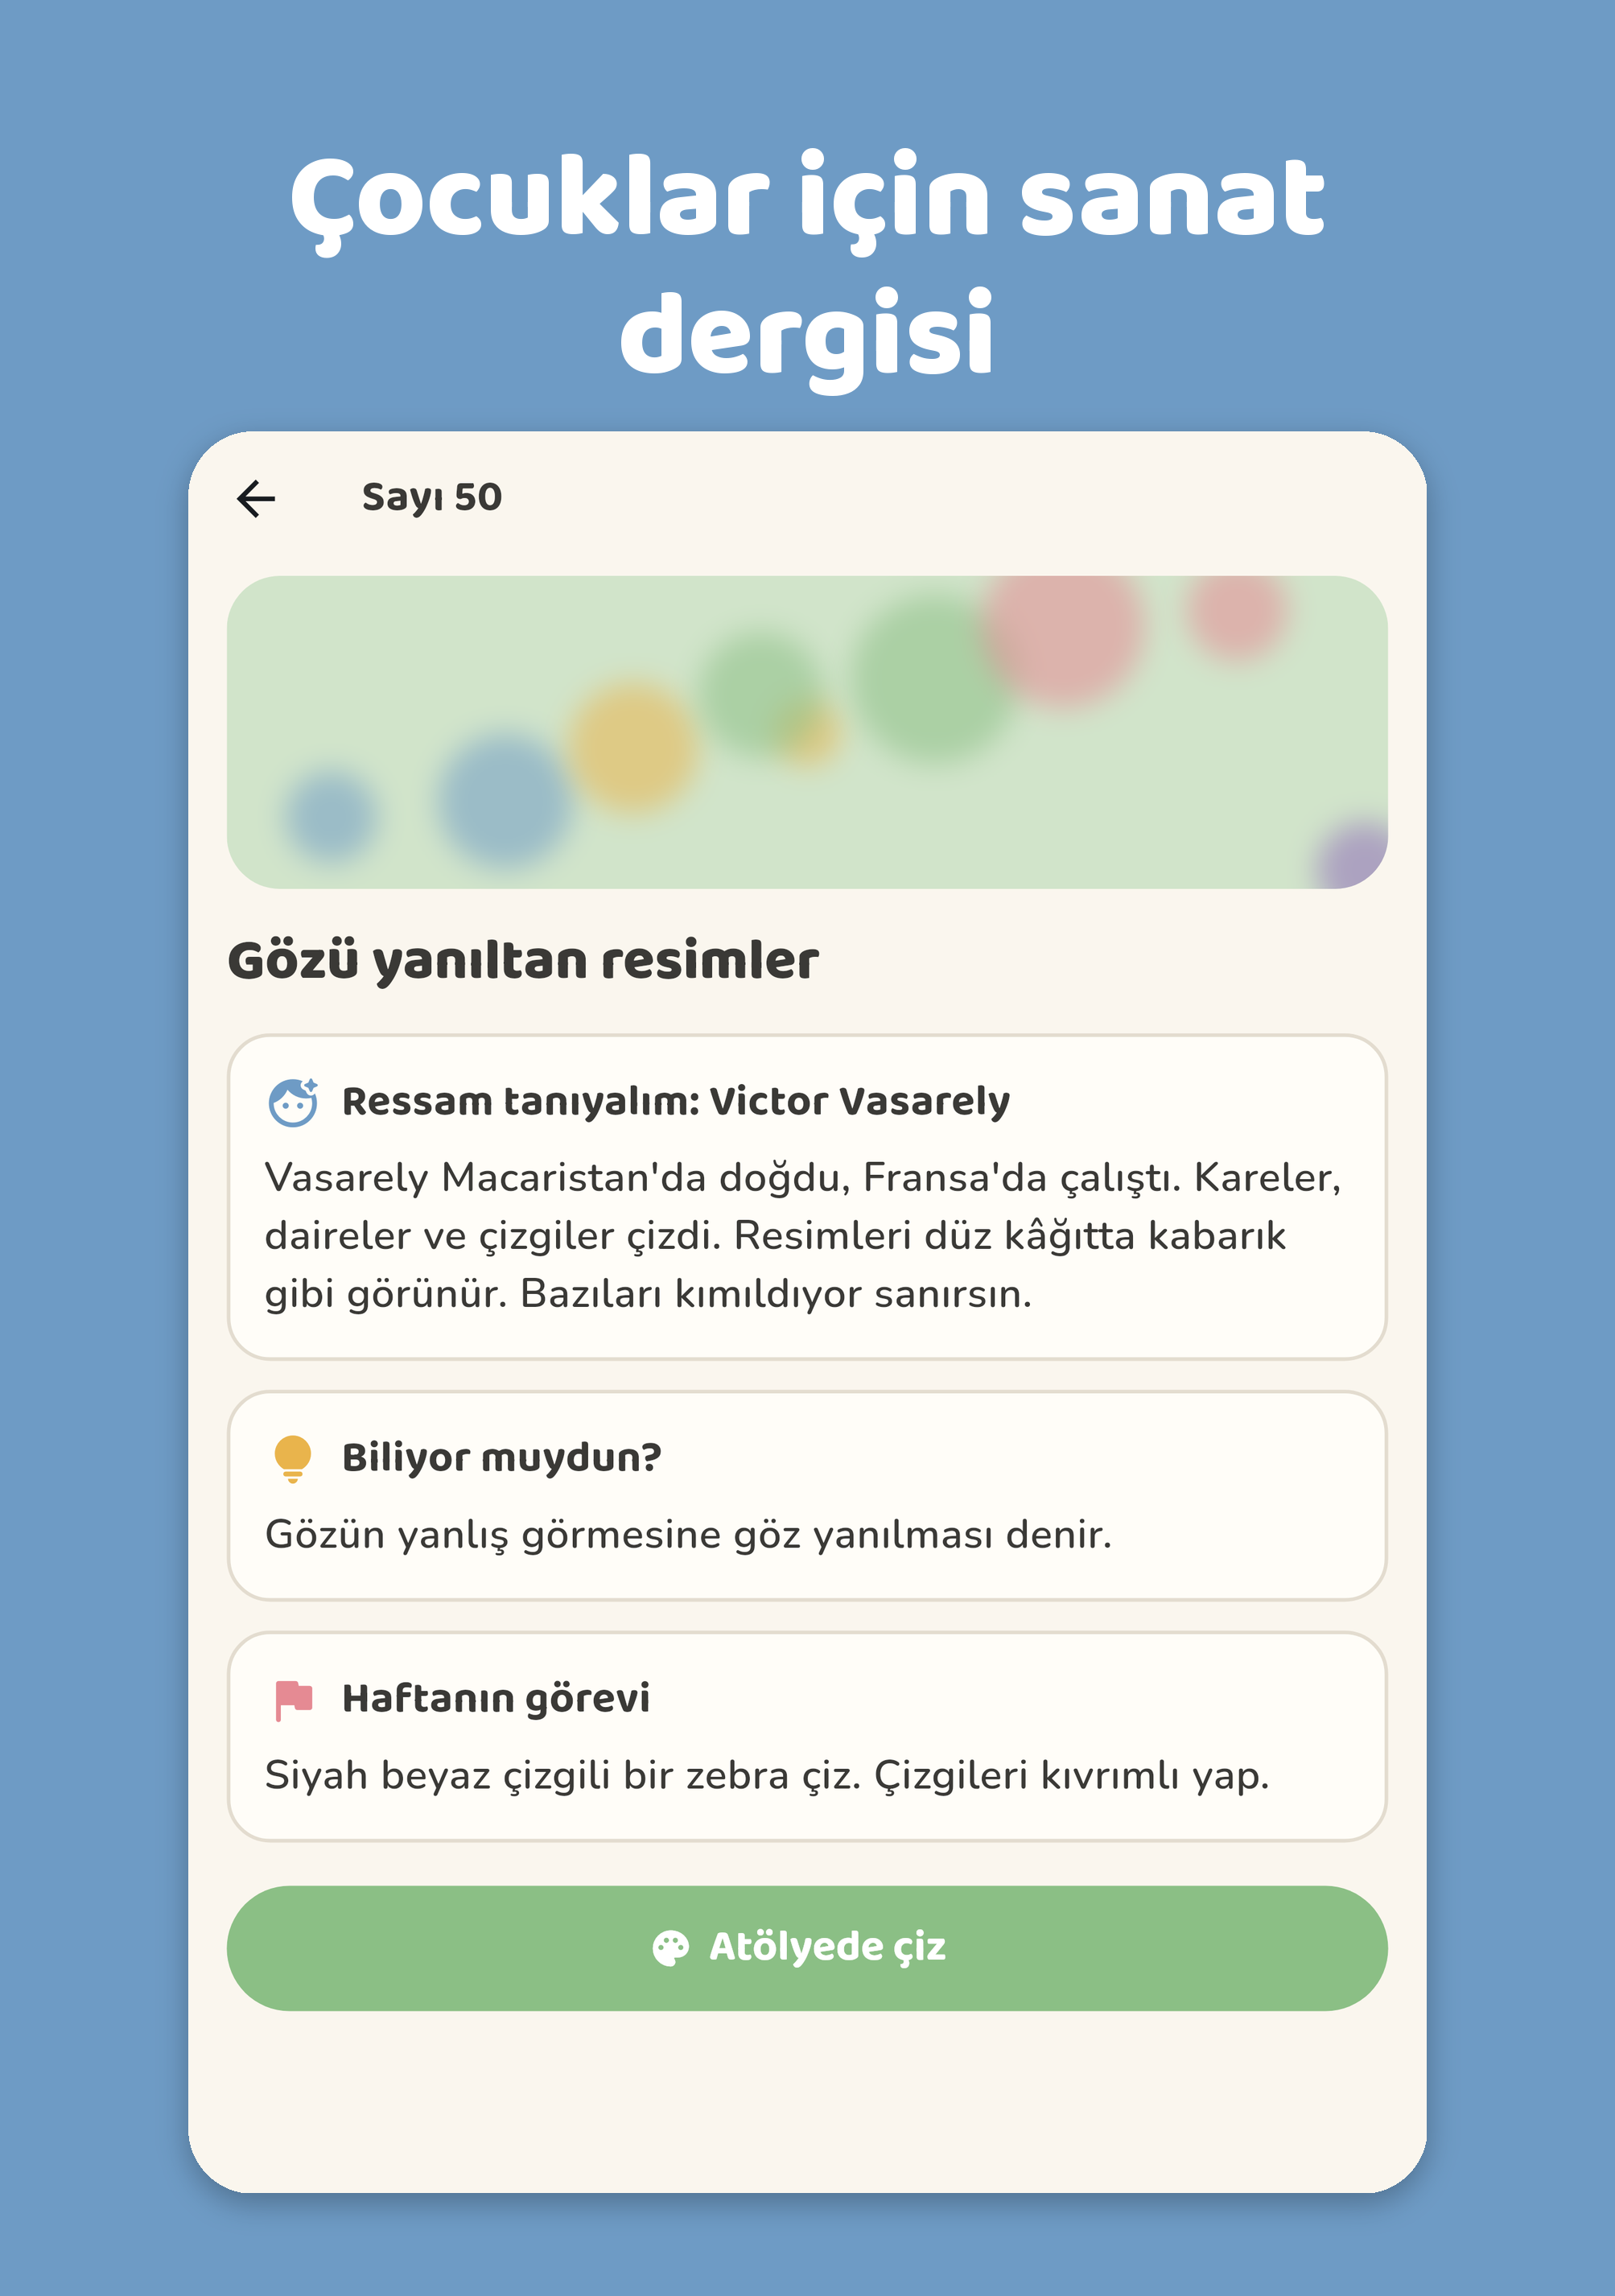 Çocuklar için sanat
dergisi
Sayı 50
Gözü yanıltan resimler
Ressam tanıyalım: Victor Vasarely
Vasarely Macaristan'da doğdu, Fransa'da çalıştı. Kareler,
daireler ve çizgiler çizdi. Resimleri düz kâğıtta kabarık
gibi görünür. Bazıları kımıldıyor sanırsın.
Biliyor muydun?
Gözün yanlış görmesine göz yanılması denir.
Haftanın görevi
Siyah beyaz çizgili bir zebra çiz. Çizgileri kıvrımlı yap.
Atölyede çiz